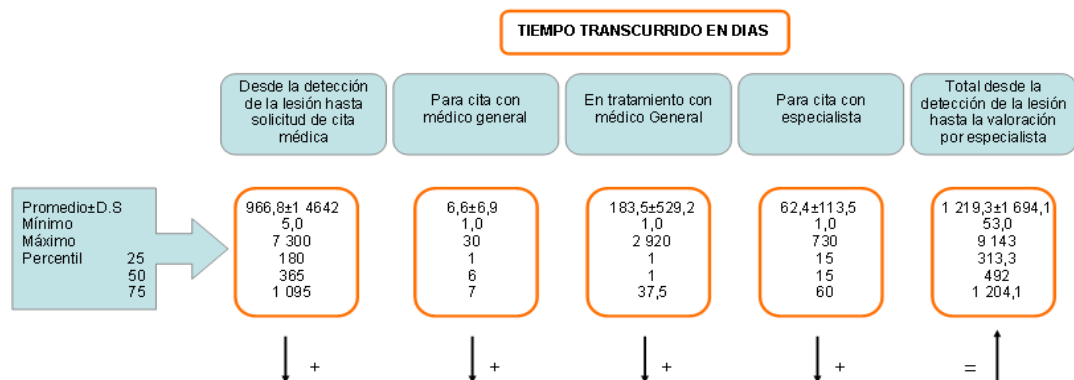 TIEMPO TRANSCURRIDO EN DIAS
Desde la detección
de la lesión hasta
solicitud de cita
médica
Para cita con
médico general
En tratamiento con
médico General
Para cita con
especialista
Total desde la
detección de la lesión
hasta la valoración
por especialista
Promedio±D.S
Mínimo
Máximo
Percentil 25
50
75
966,8±1 4642
5,0
7 300
180
365
1 095
6,6±6,9
1,0
30
1
6
7
183,5±529,2
1,0
2 920
1
1
37,5
62,4±113,5
1,0
730
15
15
60
1 219,3±1 694,1
53,0
9 143
313,3
492
1 204,1
+
+
+
+
=